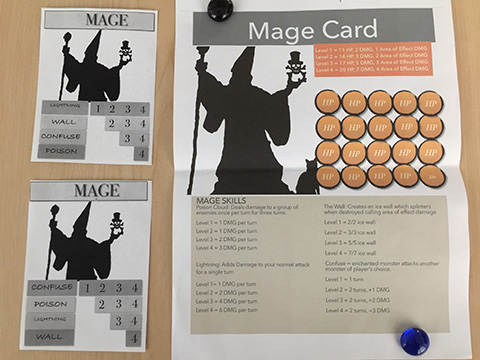 MAGE
LIGHTNING 1 2 3 4
WALL 2 3 4
CONFUSE 3 4
POISON 4
MAGE
CONFUSE 1 2 3 4
POISON 2 3 4
LIGHTNING 3 4
WALL 4
Mage Card
Level 1 = 11 HP, 2 DMG, 1 Area of Effect DMG
Level 2 = 14 HP, 3 DMG, 2 Area of Effect DMG
Level 3 = 17 HP, 5 DMG, 3 Area of Effect DMG
Level 4 = 20 HP, 7 DMG, 4 Area of Effect DMG
HP HP HP HP HP
HP HP HP HP HP
HP HP HP HP HP
HP HP HP HP HP
MAGE SKILLS
Poison Cloud: Deals damage to a group of
enemies once per turn for three turns
Level 1 = 1 DMG per turn
Level 2 = 1 DMG per turn
Level 3 = 2 DMG per turn
Level 4 = 3 DMG per turn
Lightning: Adds Damage to your normal attack
for a single turn
Level 1= 1 DMG per turn
Level 2 = 2 DMG per turn
Level 3 = 4 DMG per turn
Level 4 = 6 DMG per turn
The Wall: Creates an ice wall which splinters
when destroyed calling area of effect damage
Level 1 = 2/2 ice wall
Level 2 = 3/3 ice wall
Level 3 = 5/5 ice wall
Level 4 = 7/7 ice wall
Confuse = enchanted monster attacks another
monster of player's choice.
Level 1 = 1 turn
Level 2 = 2 turns, +1 DMG
Level 3 = 2 turns, +2 DMG
Level 4 = 2 turns, +3 DMG